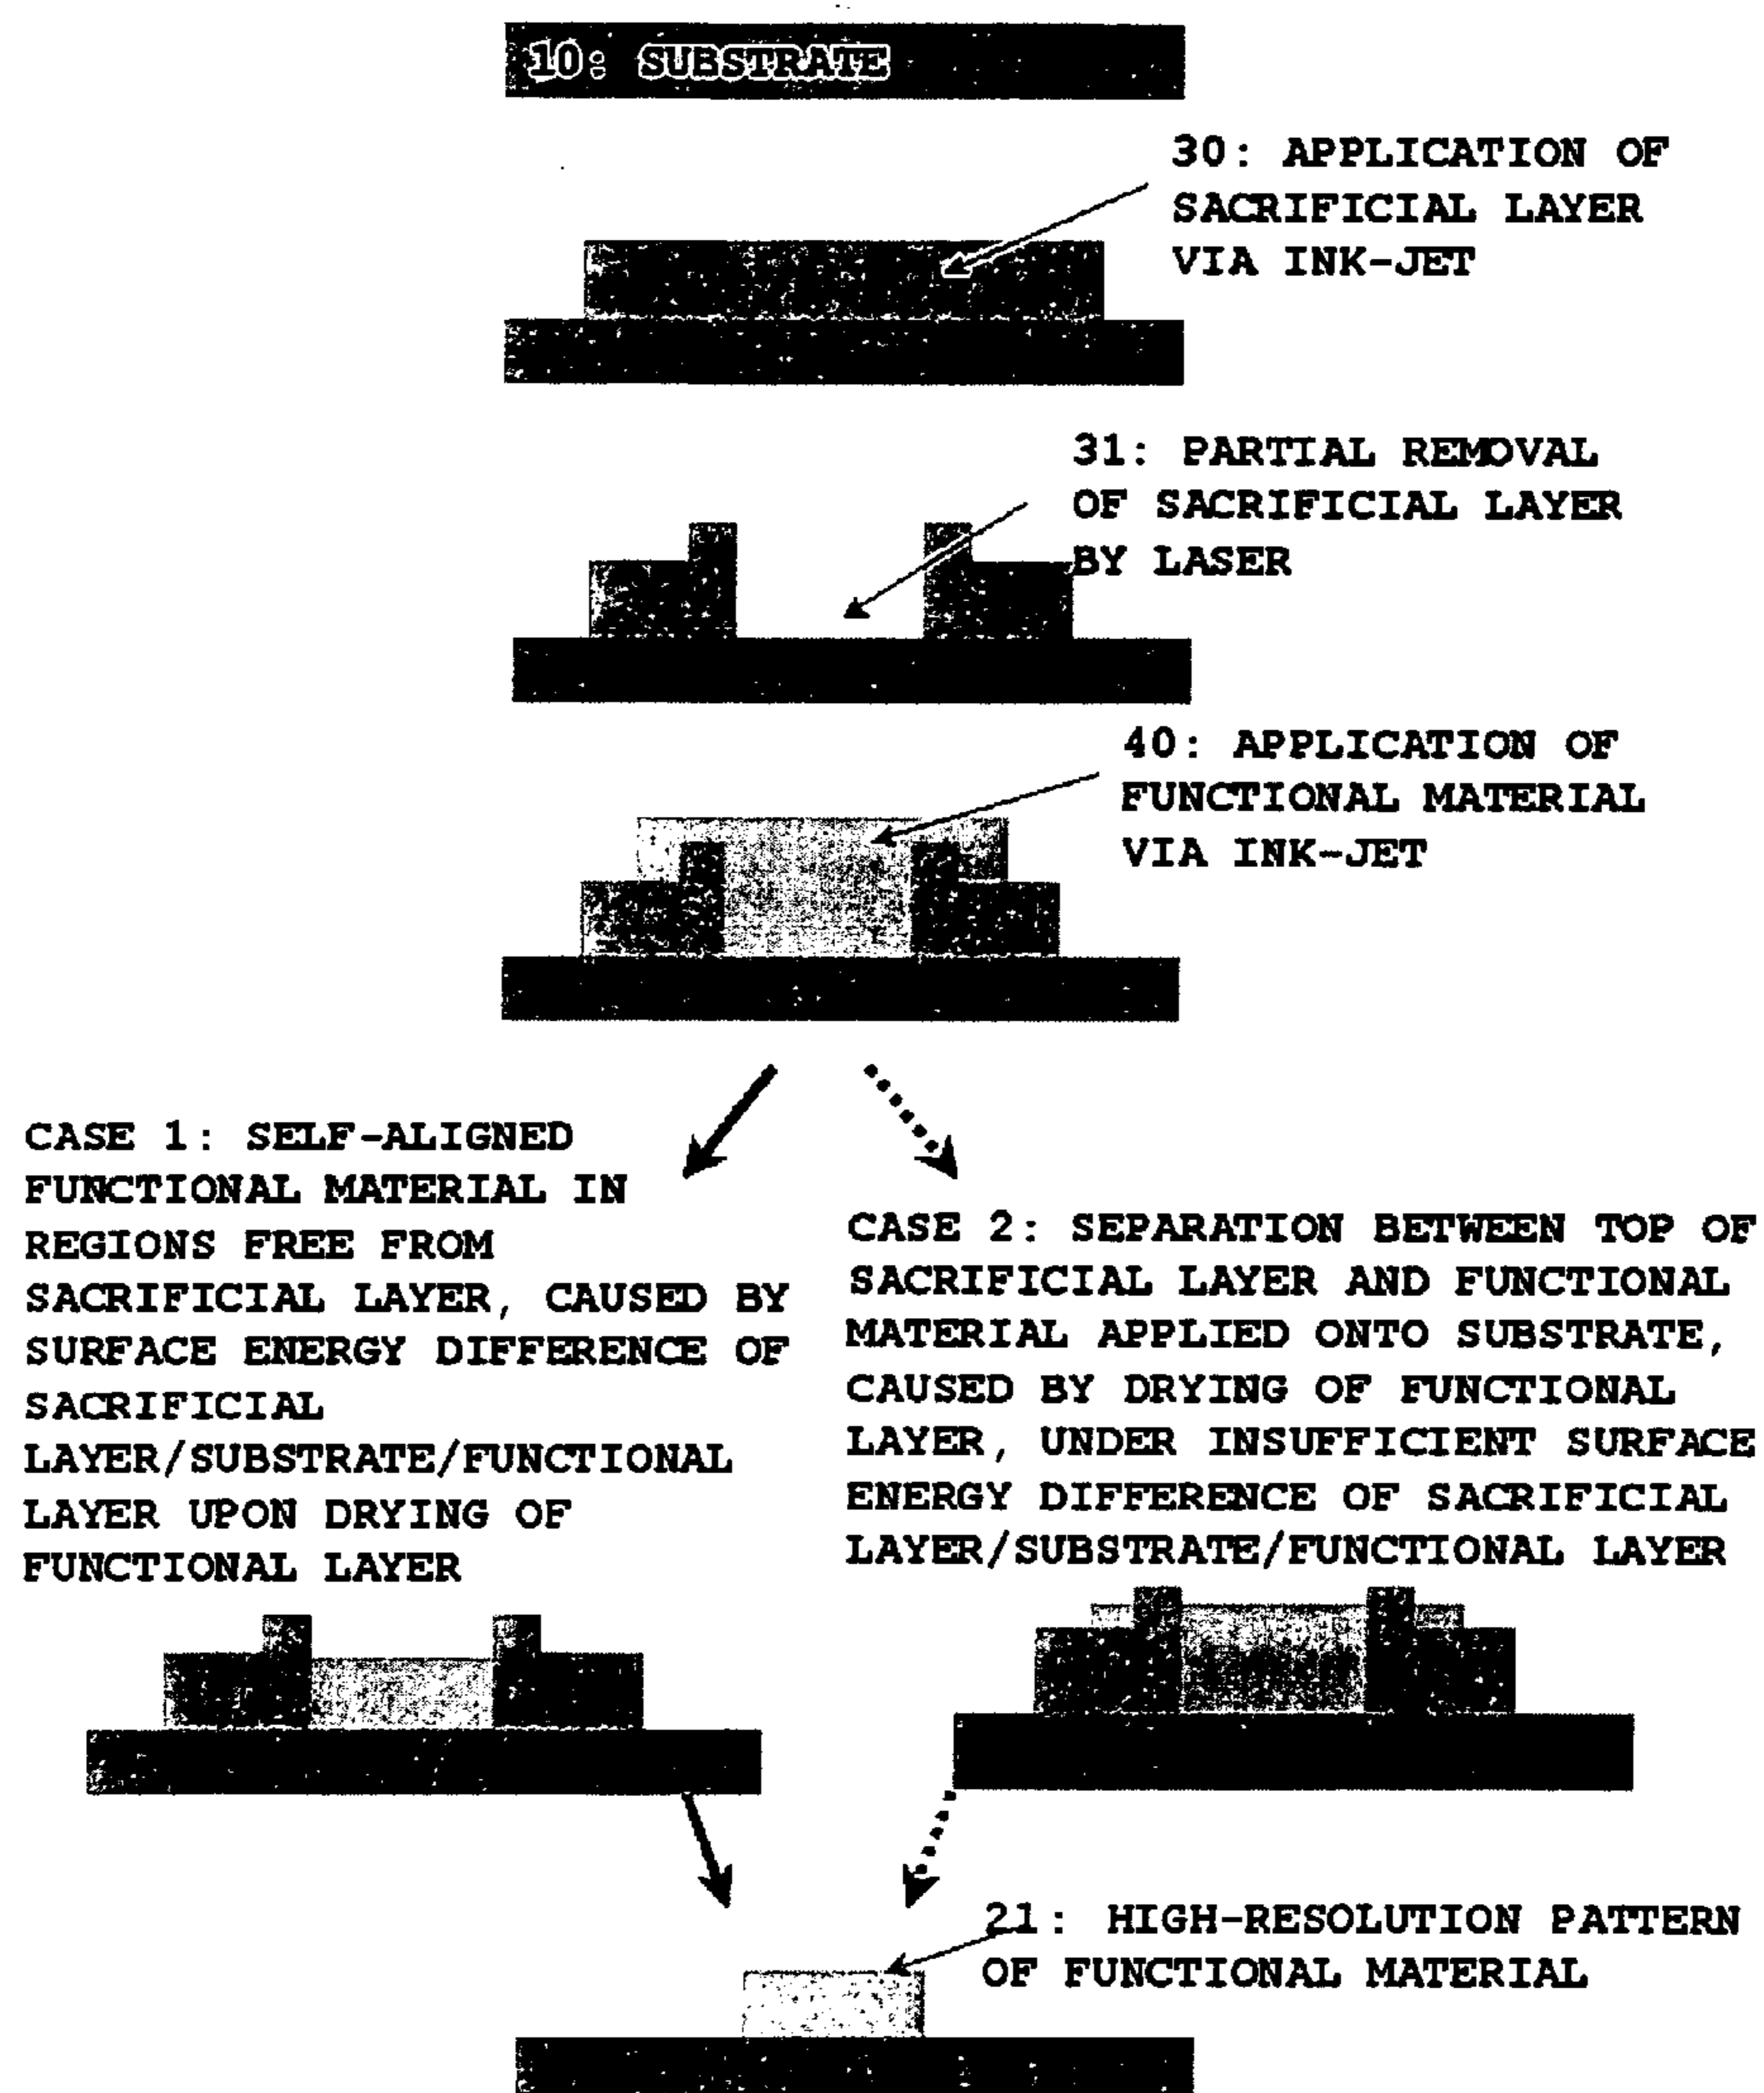 10: SUBSTRATE
30: APPLICATION OF
SACRIFICIAL LAYER
VIA INK-JET
31: PARTIAL REMOVAL
OF SACRIFICIAL LAYER
BY LASER
40: APPLICATION OF
FUNCTIONAL MATERIAL
VIA INK-JET
CASE 1: SELF-ALIGNED
FUNCTIONAL MATERIAL IN
REGIONS FREE FROM
SACRIFICIAL LAYER, CAUSED BY
SURFACE ENERGY DIFFERENCE OF
SACRIFICIAL
LAYER/SUBSTRATE/FUNCTIONAL
LAYER UPON DRYING OF
FUNCTIONAL LAYER
CASE 2: SEPARATION BETWEEN TOP OF
SACRIFICIAL LAYER AND FUNCTIONAL
MATERIAL APPLIED ONTO SUBSTRATE,
CAUSED BY DRYING OF FUNCTIONAL
LAYER, UNDER INSUFFICIENT SURFACE
ENERGY DIFFERENCE OF SACRIFICIAL
LAYER/SUBSTRATE/FUNCTIONAL LAYER
21: HIGH-RESOLUTION PATTERN
OF FUNCTIONAL MATERIAL